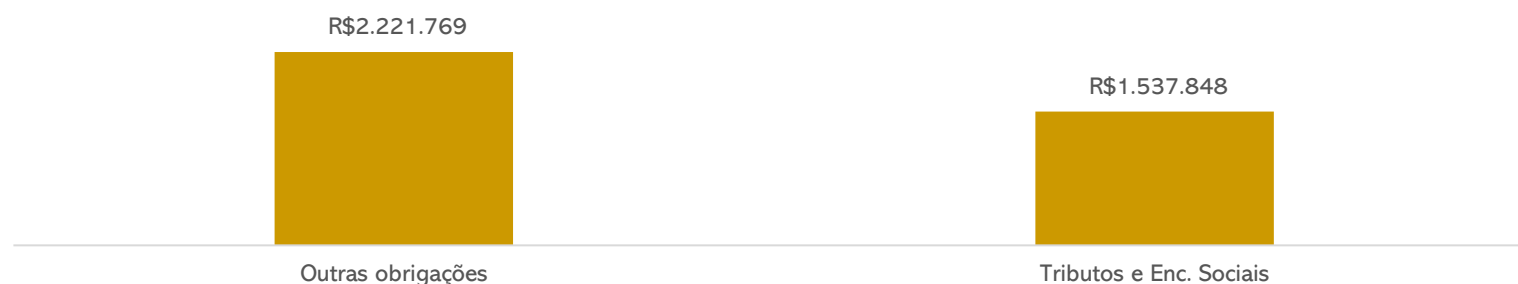 R$2.221.769
R$1.537.848
Outras obrigações
Tributos e Enc. Sociais